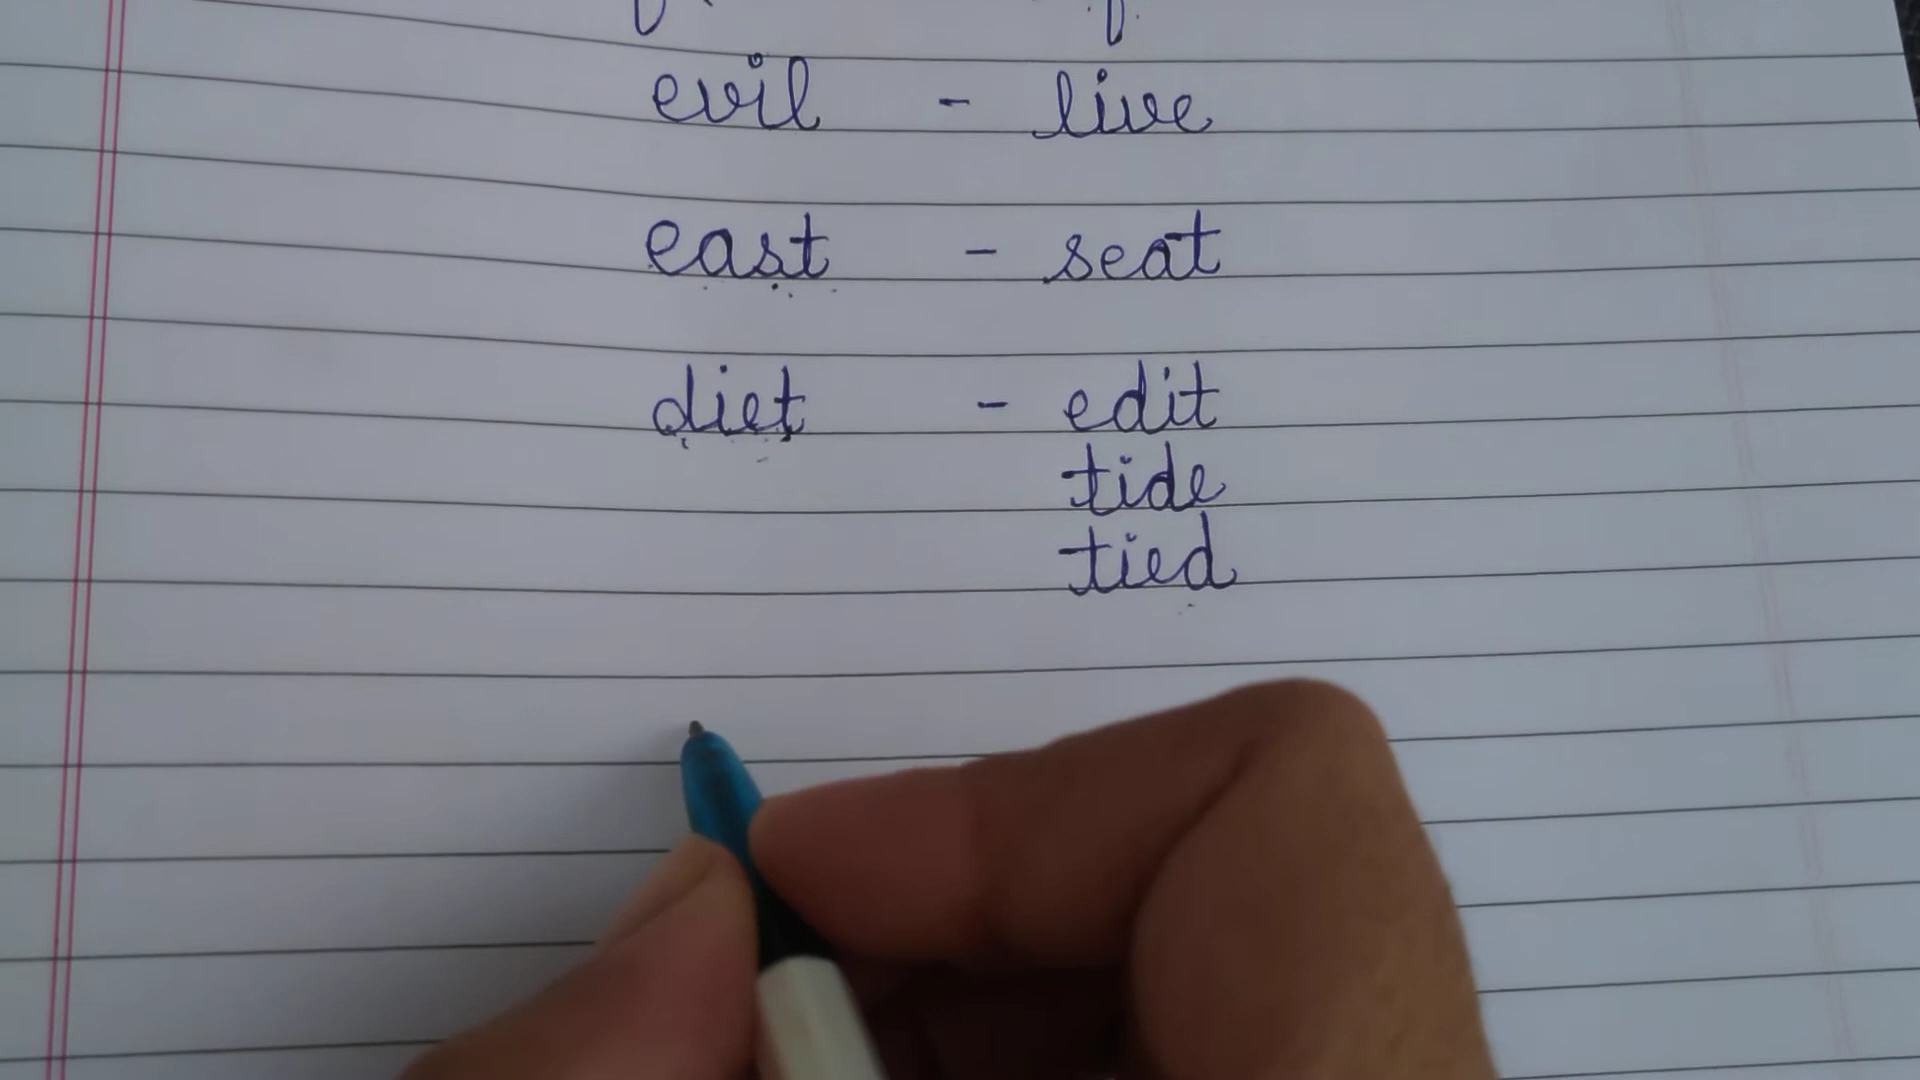 evil - live
east - seat
diet - edit
tide
tied